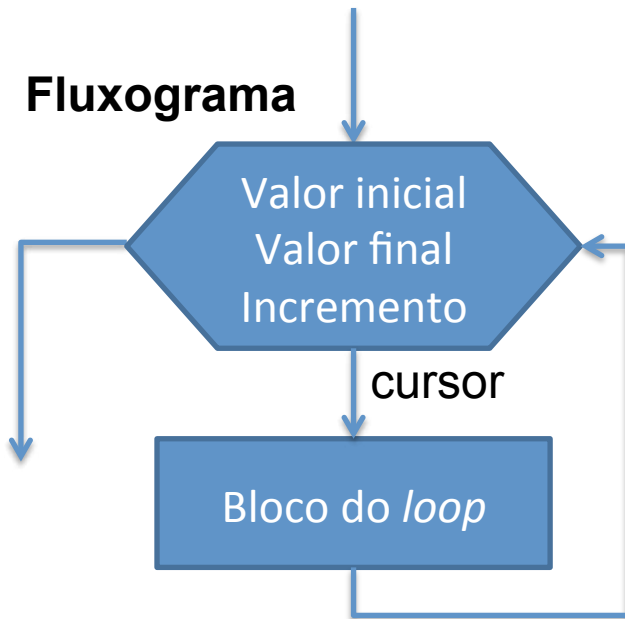 Fluxograma
Valor inicial
Valor final
Incremento
cursor
Bloco do loop